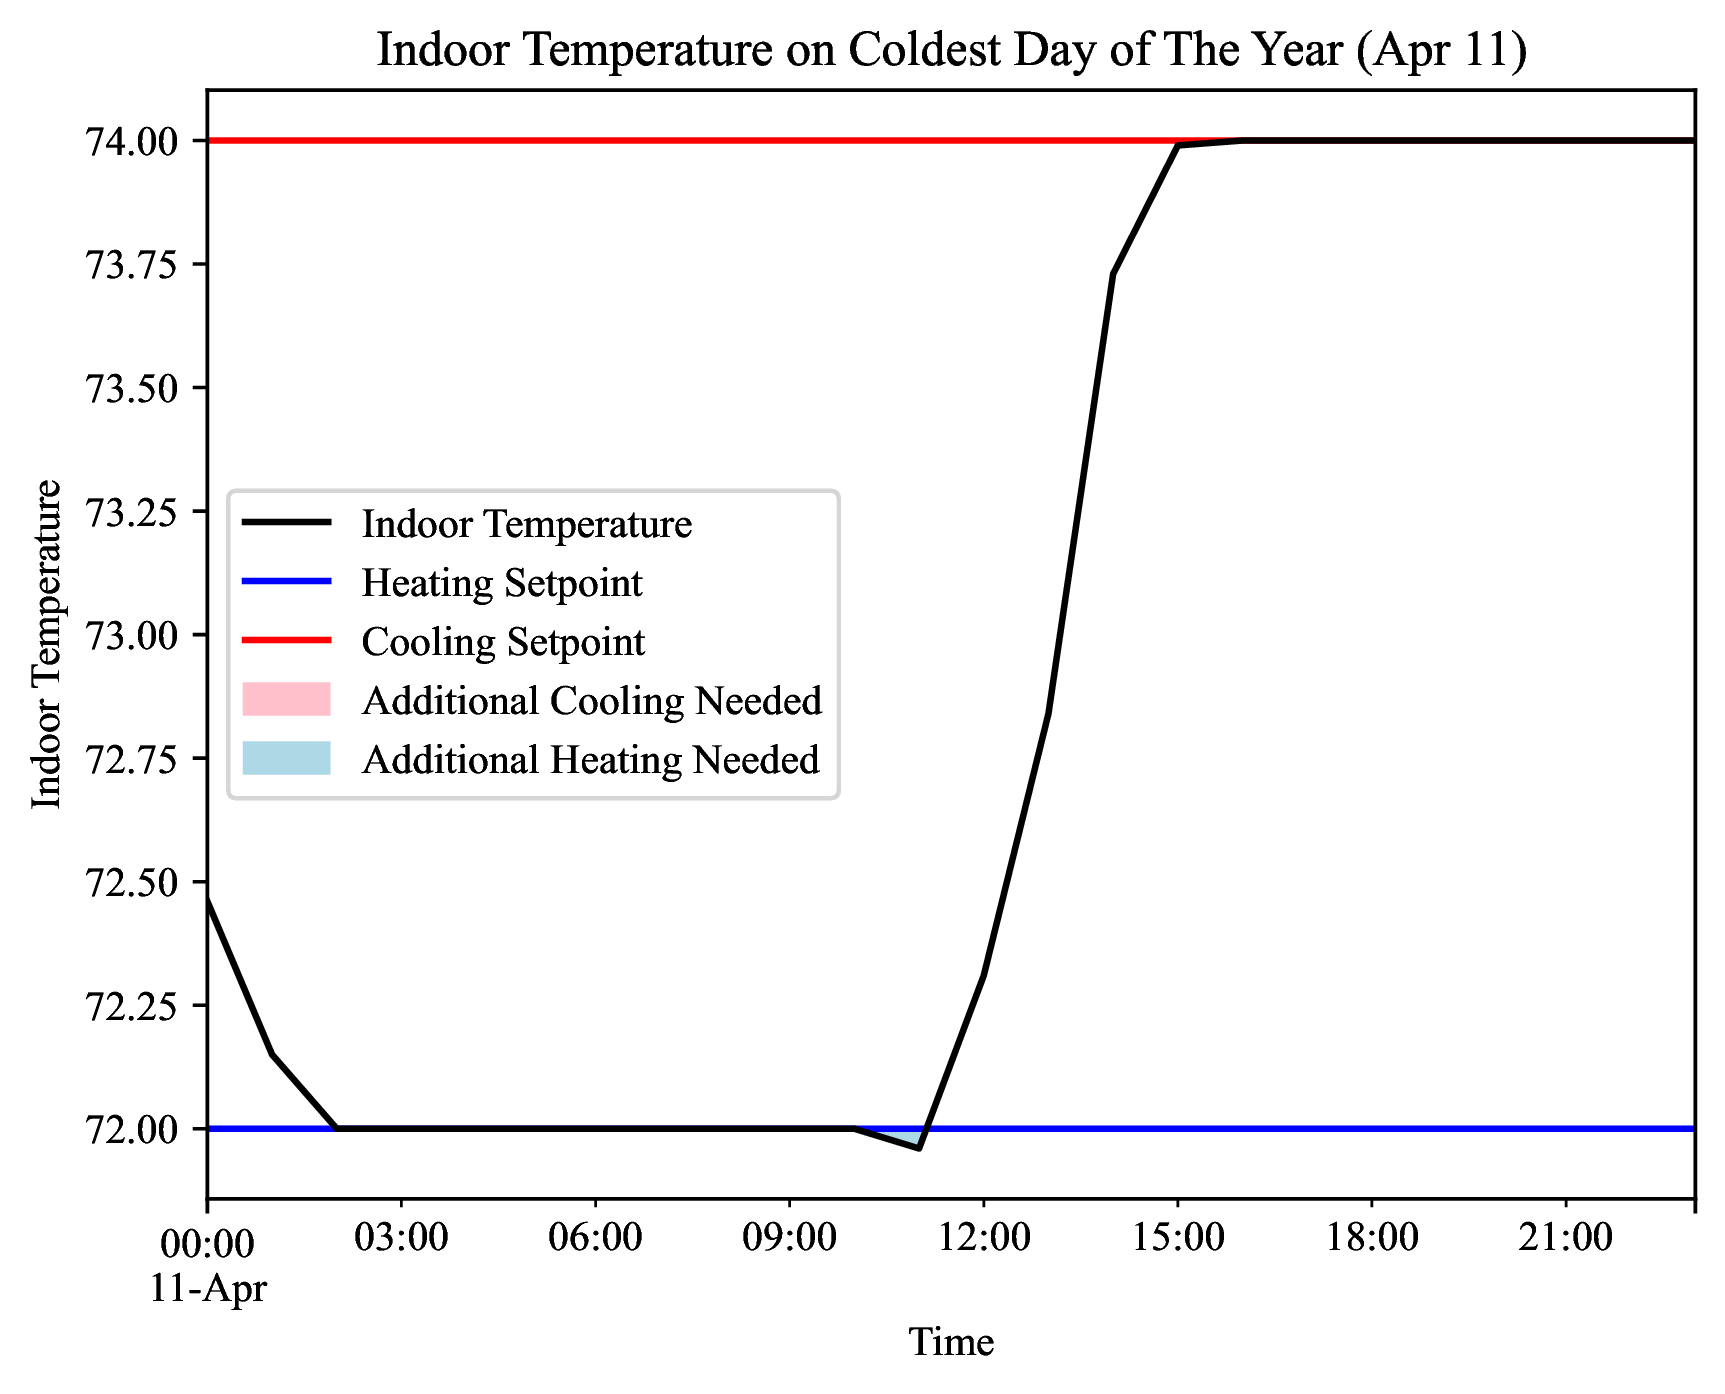 Indoor Temperature on Coldest Day of The Year (Apr 11)
74.00
73.75
73.50
73.25
73.00
72.75
72.50
72.25
72.00
Indoor Temperature
Indoor Temperature
Heating Setpoint
Cooling Setpoint
Additional Cooling Needed
Additional Heating Needed
00:00 03:00 06:00 09:00 12:00 15:00 18:00 21:00
11-Apr
Time